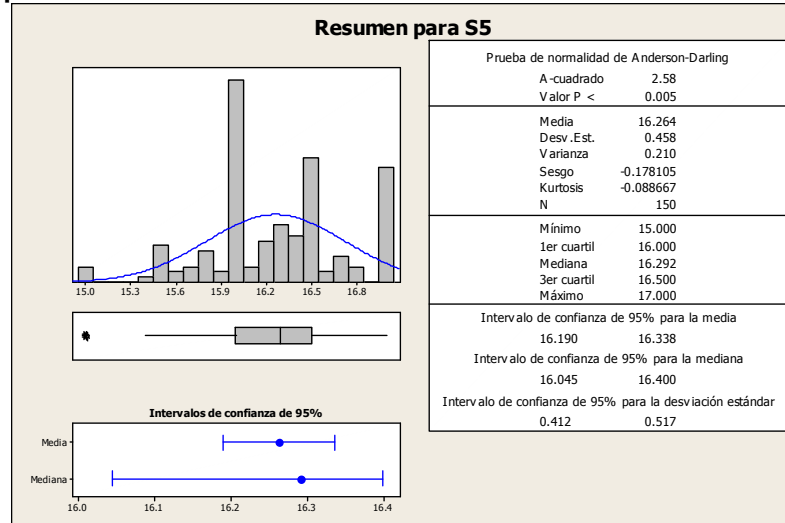 Resumen para S5
15.0 15.3 15.6 15.9 16.2 16.5 16.8
Intervalos de confianza de 95%
Media
Mediana
16.0 16.1 16.2 16.3 16.4
Prueba de normalidad de Anderson-Darling
A-cuadrado 2.58
Valor P < 0.005
Media 16.264
Desv.Est. 0.458
Varianza 0.210
Sesgo -0.178105
Kurtosis -0.088667
N 150
Mínimo 15.000
1er cuartil 16.000
Mediana 16.292
3er cuartil 16.500
Máximo 17.000
Intervalo de confianza de 95% para la media
16.190 16.338
Intervalo de confianza de 95% para la mediana
16.045 16.400
Intervalo de confianza de 95% para la desviación estándar
0.412 0.517